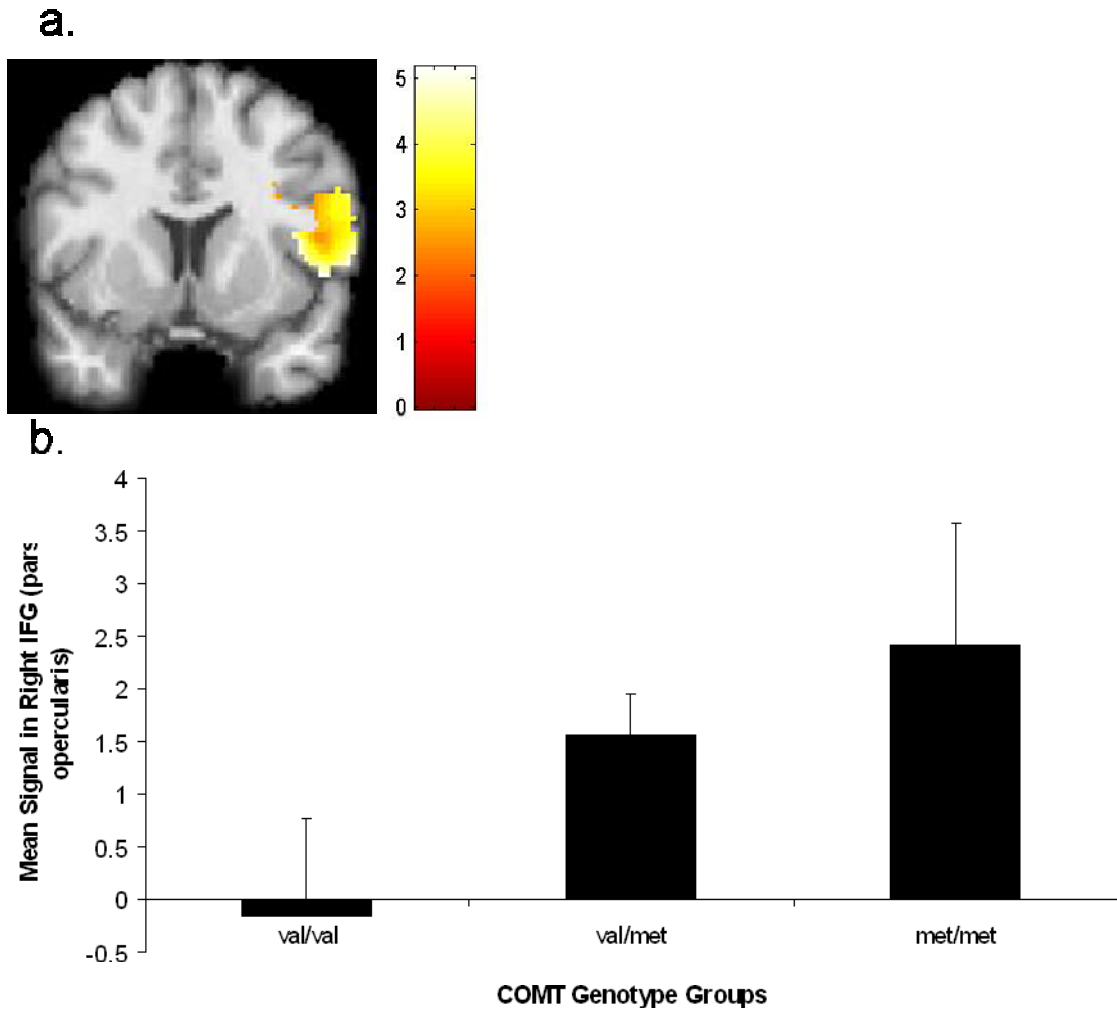 a.
5
4
3
2
1
0
b.
Mean Signal in Right IFG (pars
opercularis)
4
3.5
3
2.5
2
1.5
1
0.5
0
-0.5
val/val
val/met
met/met
COMT Genotype Groups